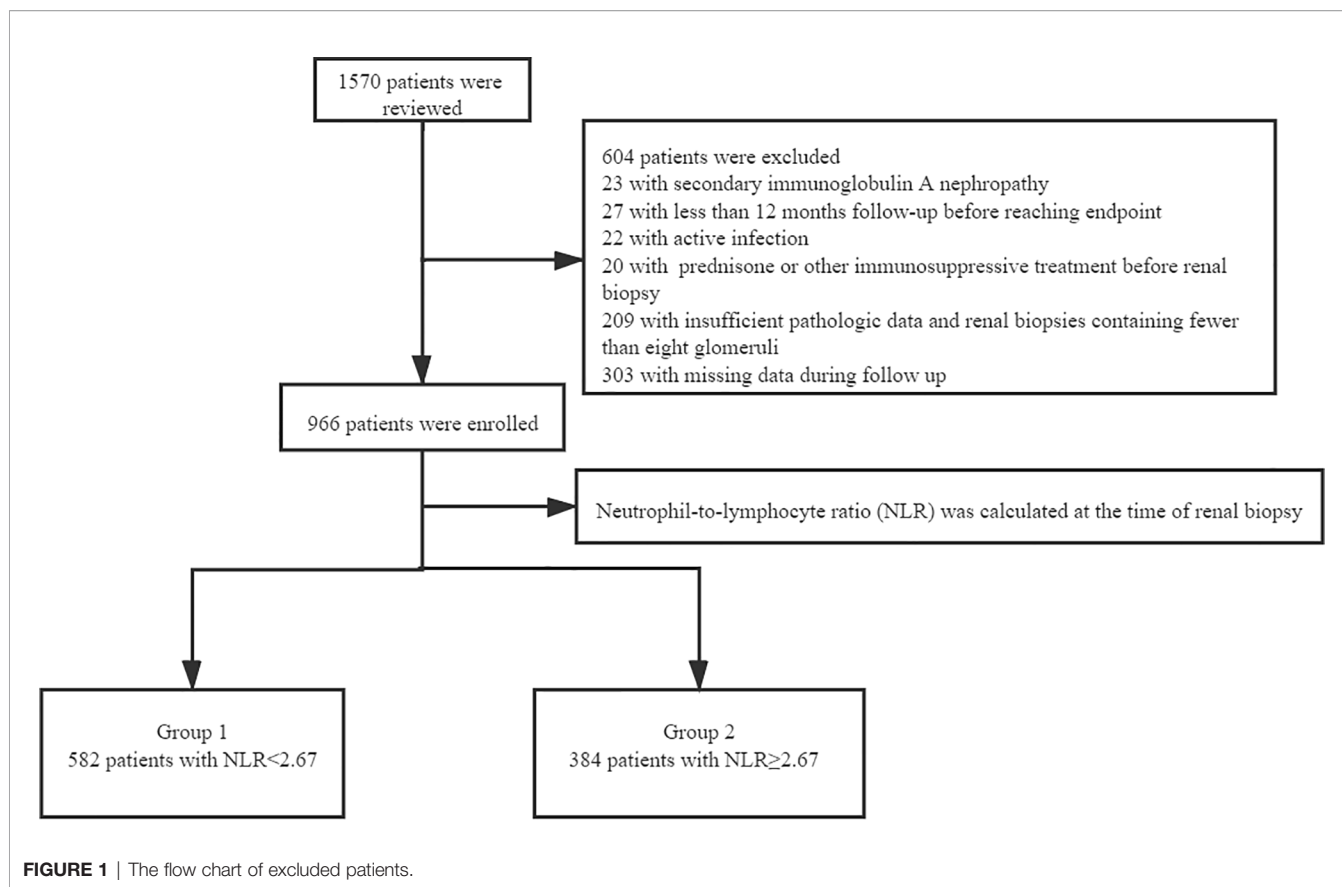 1570 patients were
reviewed
604 patients were excluded
23 with secondary immunoglobulin A nephropathy
27 with less than 12 months follow-up before reaching endpoint
22 with active infection
20 with prednisone or other immunosuppressive treatment before renal
biopsy
209 with insufficient pathologic data and renal biopsies containing fewer
than eight glomeruli
303 with missing data during follow up
966 patients were enrolled
Neutrophil-to-lymphocyte ratio (NLR) was calculated at the time of renal biopsy
Group 1
582 patients with NLR<2.67
Group 2
384 patients with NLR≥2.67
FIGURE 1 | The flow chart of excluded patients.